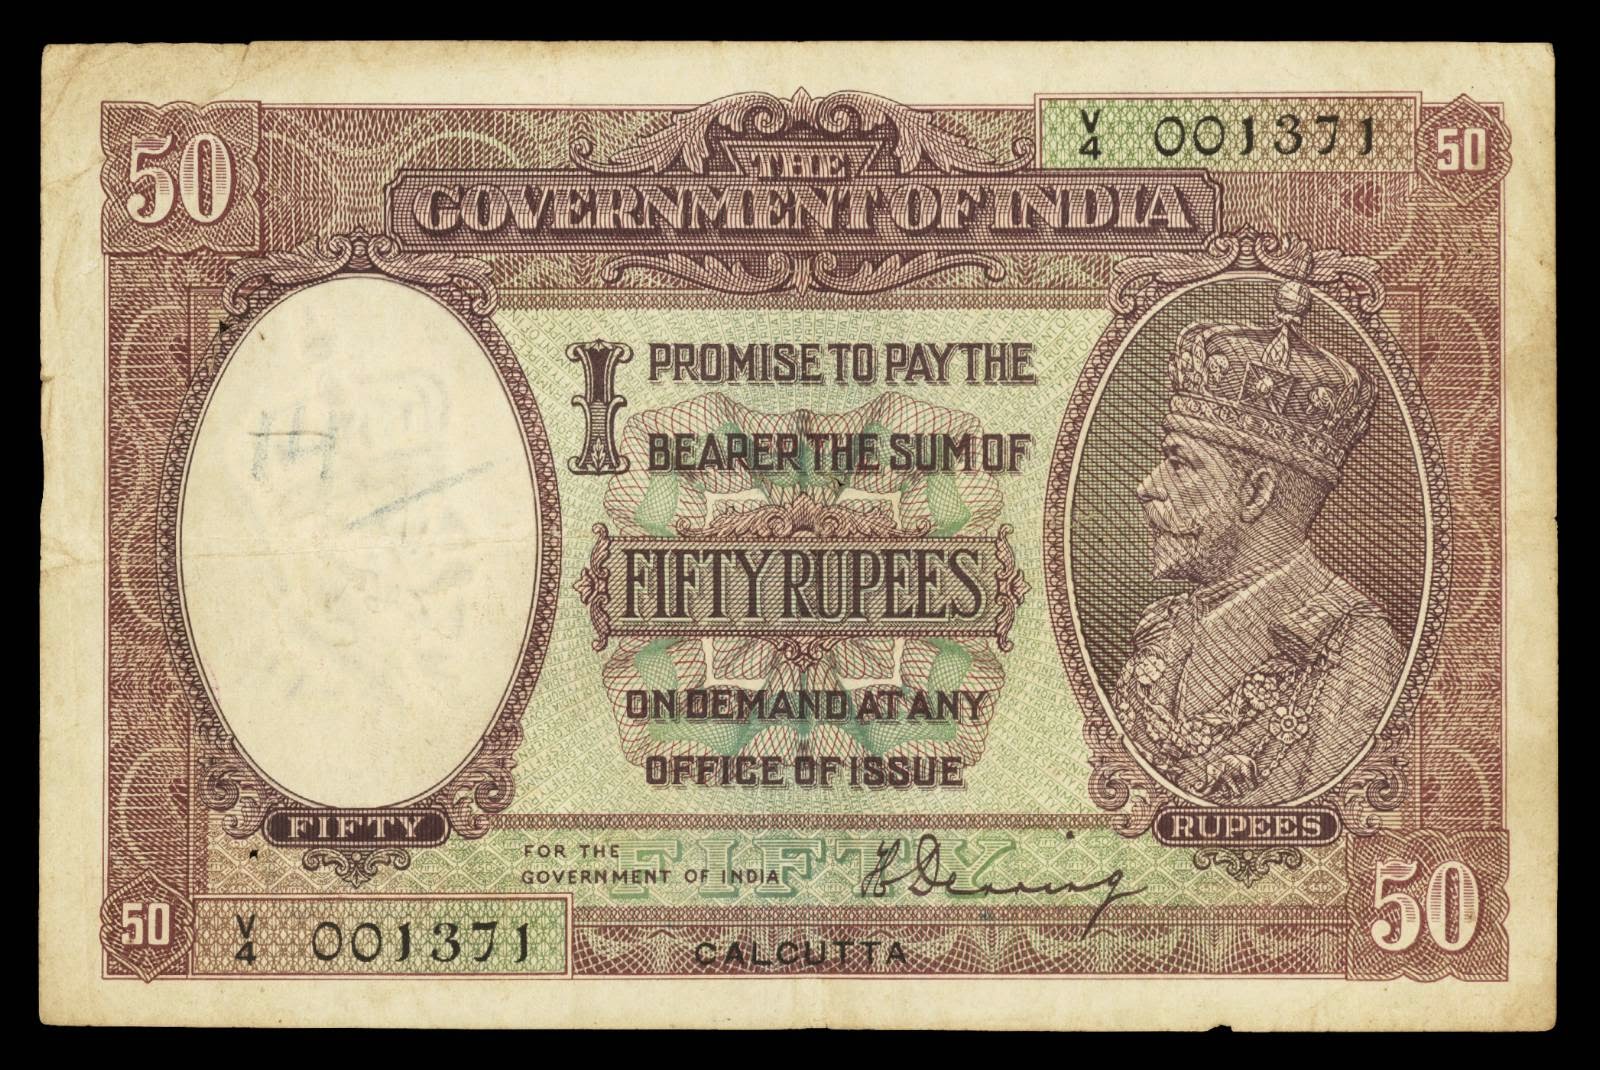 V/4 001371
50
50
THE
GOVERNMENT OF INDIA
I PROMISE TO PAY THE
BEARER THE SUM OF
FIFTY RUPEES
ON DEMAND AT ANY
OFFICE OF ISSUE
FIFTY
RUPEES
FIFTY
FOR THE
GOVERNMENT OF INDIA
H Denning
50
50
V/4 001371
CALCUTTA